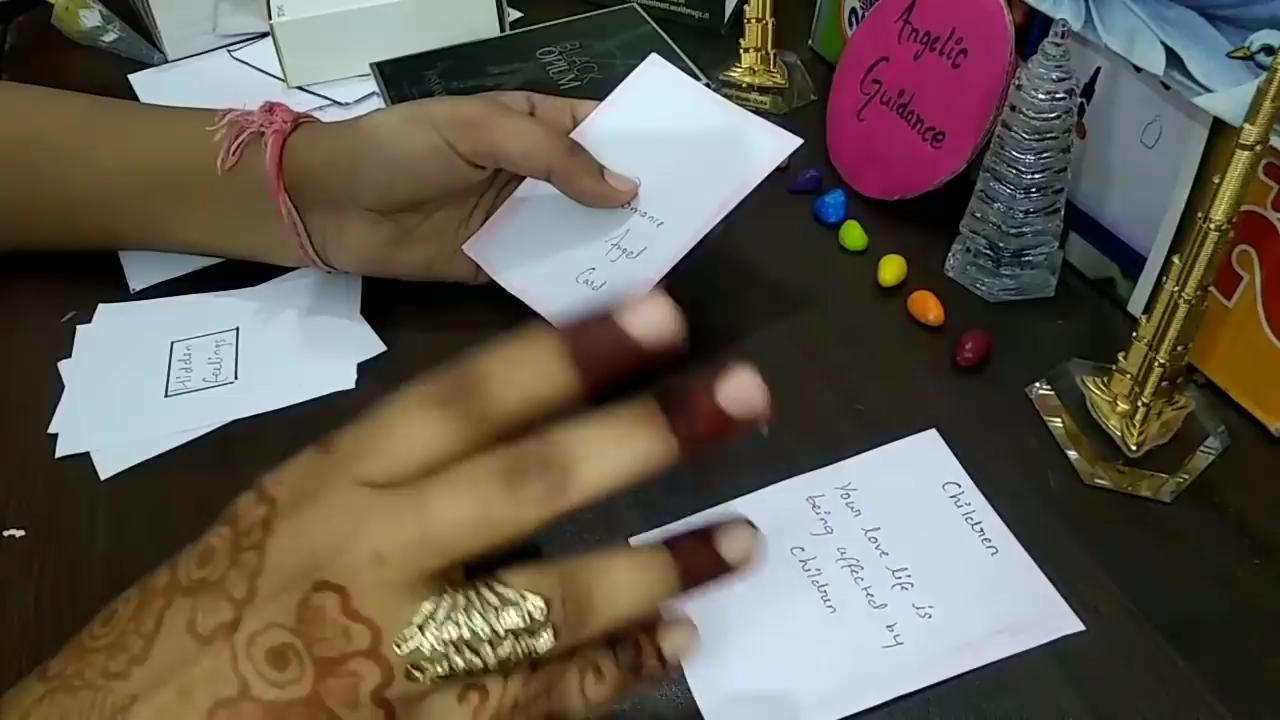 BLACK
OPIUM
Angelic
Guidance
Angel
Card
Hidden
feelings
Children
Your love life is
being affected by
children